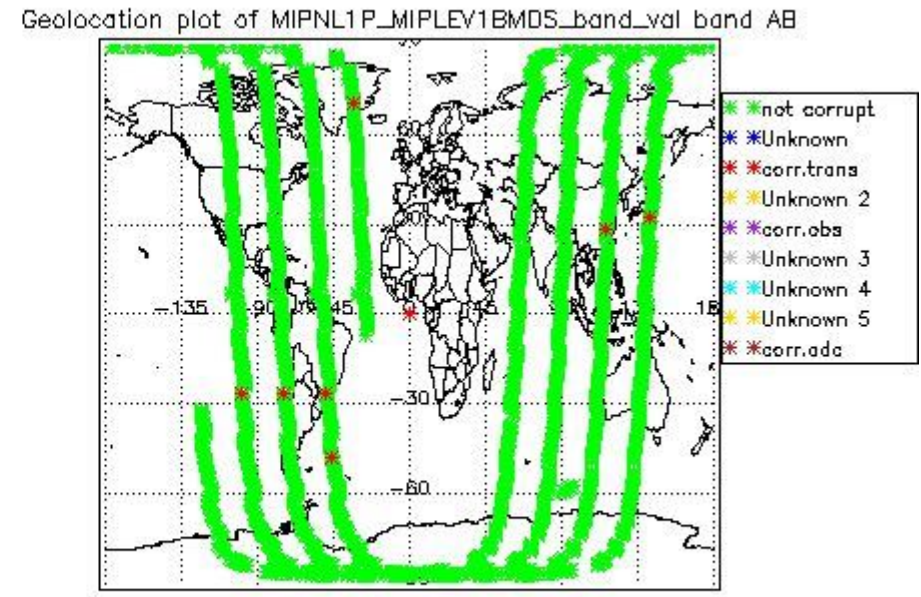 Geolocation plot of MIPNL1P_MIPLEV1BMDS_band_val band AB
not corrupt
Unknown
corr.trans
Unknown 2
corr.obs
Unknown 3
Unknown 4
Unknown 5
corr.adc
60
-135 -90 -45 45
-30
-60